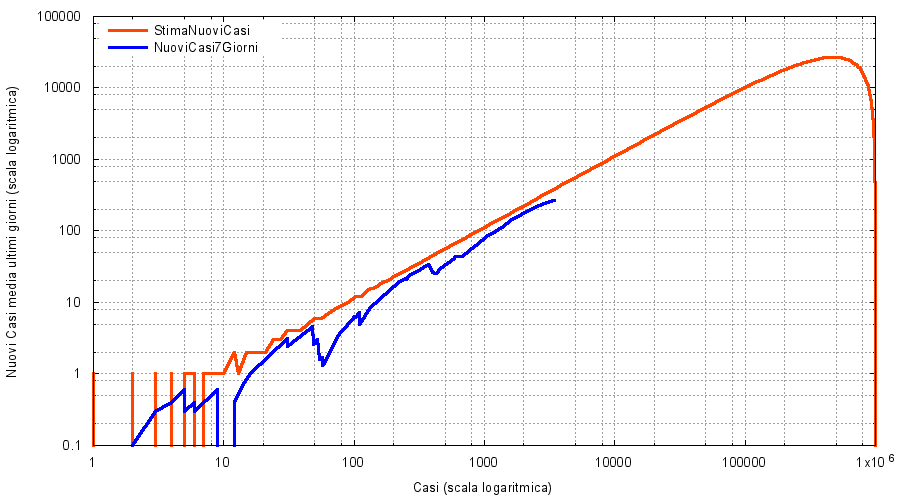 100000
StimaNuoviCasi
NuoviCasi7Giorni
10000
1000
100
10
1
0.1
Nuovi Casi media ultimi giorni (scala logaritmica)
1 10 100 1000 10000 100000 1x10 6
Casi (scala logaritmica)